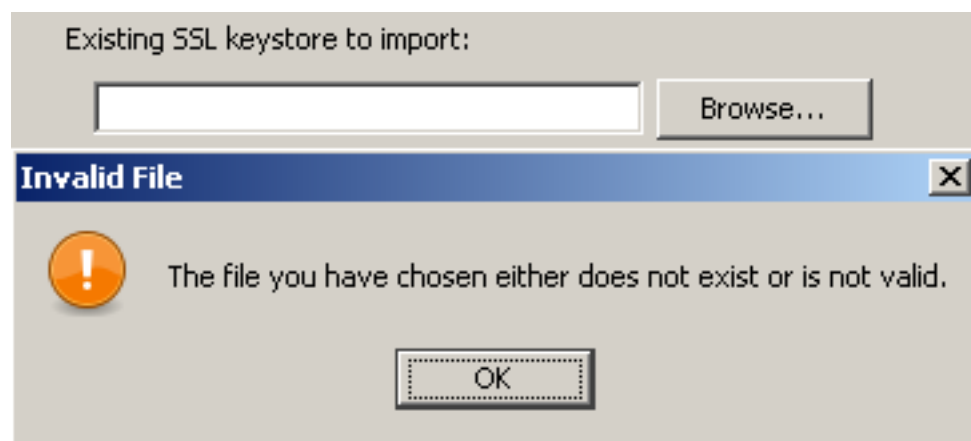 Existing SSL keystore to import:
Browse...
Invalid File
The file you have chosen either does not exist or is not valid.
OK